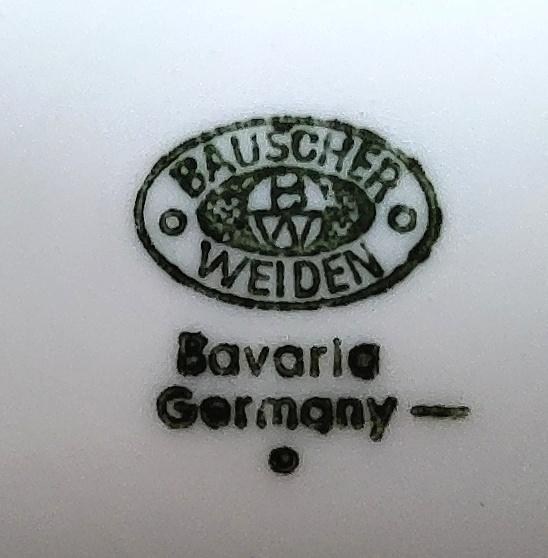 BAUSCHER
B
W
WEIDEN
Bavaria
Germany —